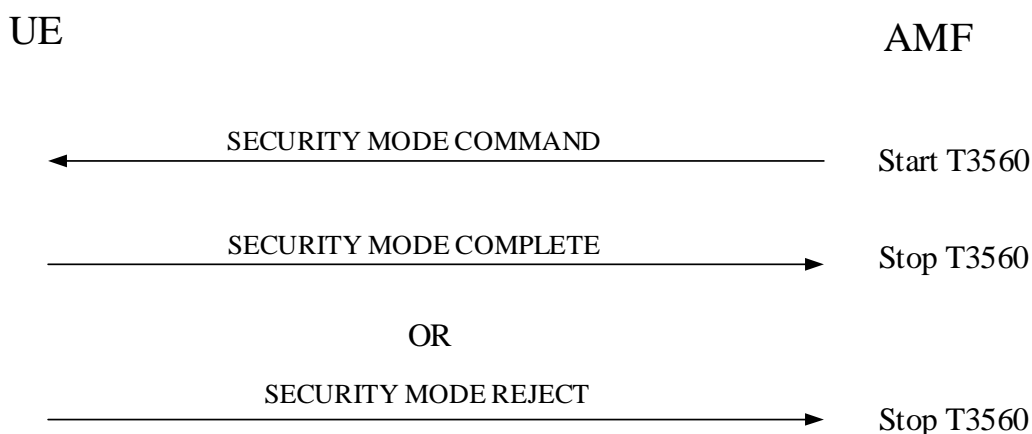 UE
AMF
SECURITY MODE COMMAND
Start T3560
SECURITY MODE COMPLETE
Stop T3560
OR
SECURITY MODE REJECT
Stop T3560